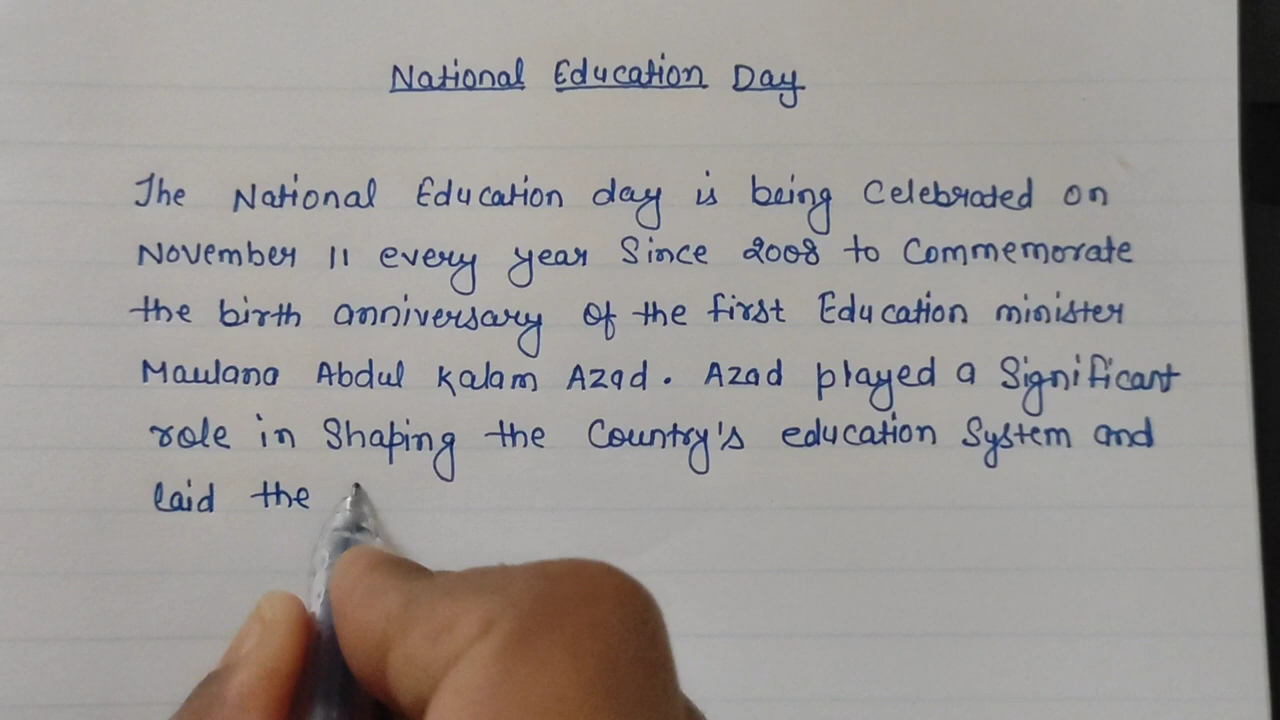 National Education Day
The National Education day is being Celebrated on
November 11 every year Since 2008 to Commemorate
the birth anniversary of the first Education minister
Maulana Abdul Kalam Azad. Azad played a Significant
role in Shaping the Country's education System and
laid the